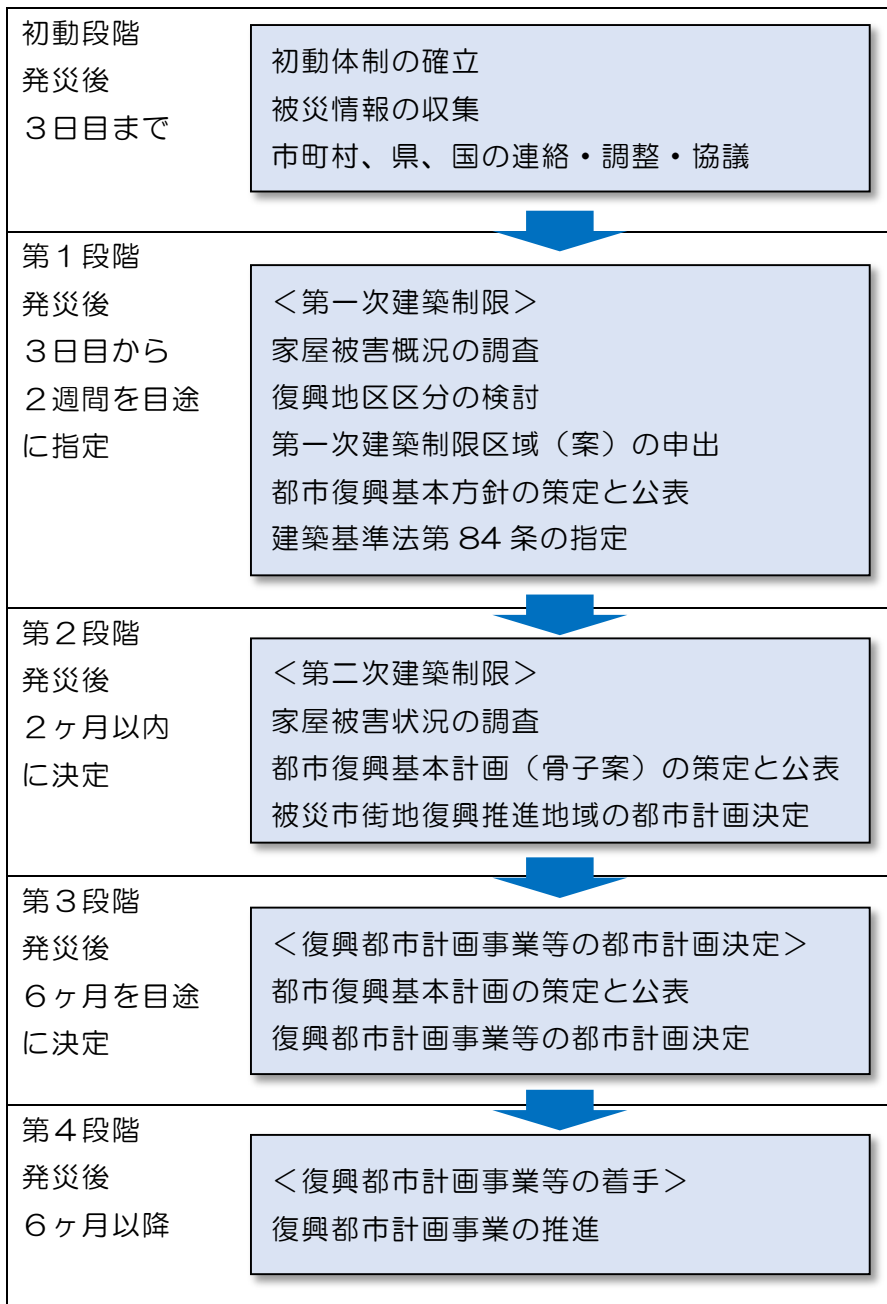 初動段階
発災後
３日目まで
初動体制の確立
被災情報の収集
市町村、県、国の連絡・調整・協議
第１段階
発災後
３日目から
２週間を目途
に指定
＜第一次建築制限＞
家屋被害概況の調査
復興地区区分の検討
第一次建築制限区域（案）の申出
都市復興基本方針の策定と公表
建築基準法第 84 条の指定
第２段階
発災後
２ヶ月以内
に決定
＜第二次建築制限＞
家屋被害状況の調査
都市復興基本計画（骨子案）の策定と公表
被災市街地復興推進地域の都市計画決定
第３段階
発災後
６ヶ月を目途
に決定
＜復興都市計画事業等の都市計画決定＞
都市復興基本計画の策定と公表
復興都市計画事業等の都市計画決定
第４段階
発災後
６ヶ月以降
＜復興都市計画事業等の着手＞
復興都市計画事業の推進